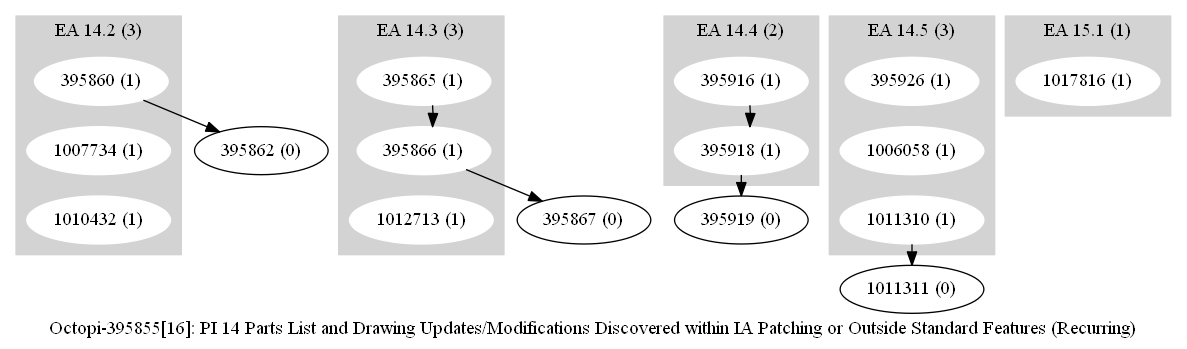 EA 14.2 (3)
EA 14.3 (3)
EA 14.4 (2)
EA 14.5 (3)
EA 15.1 (1)
395860 (1)
395865 (1)
395916 (1)
395926 (1)
1017816 (1)
1007734 (1)
395862 (0)
395866 (1)
395918 (1)
1006058 (1)
1010432 (1)
1012713 (1)
395867 (0)
395919 (0)
1011310 (1)
1011311 (0)
Octopi-395855[16]: PI 14 Parts List and Drawing Updates/Modifications Discovered within IA Patching or Outside Standard Features (Recurring)